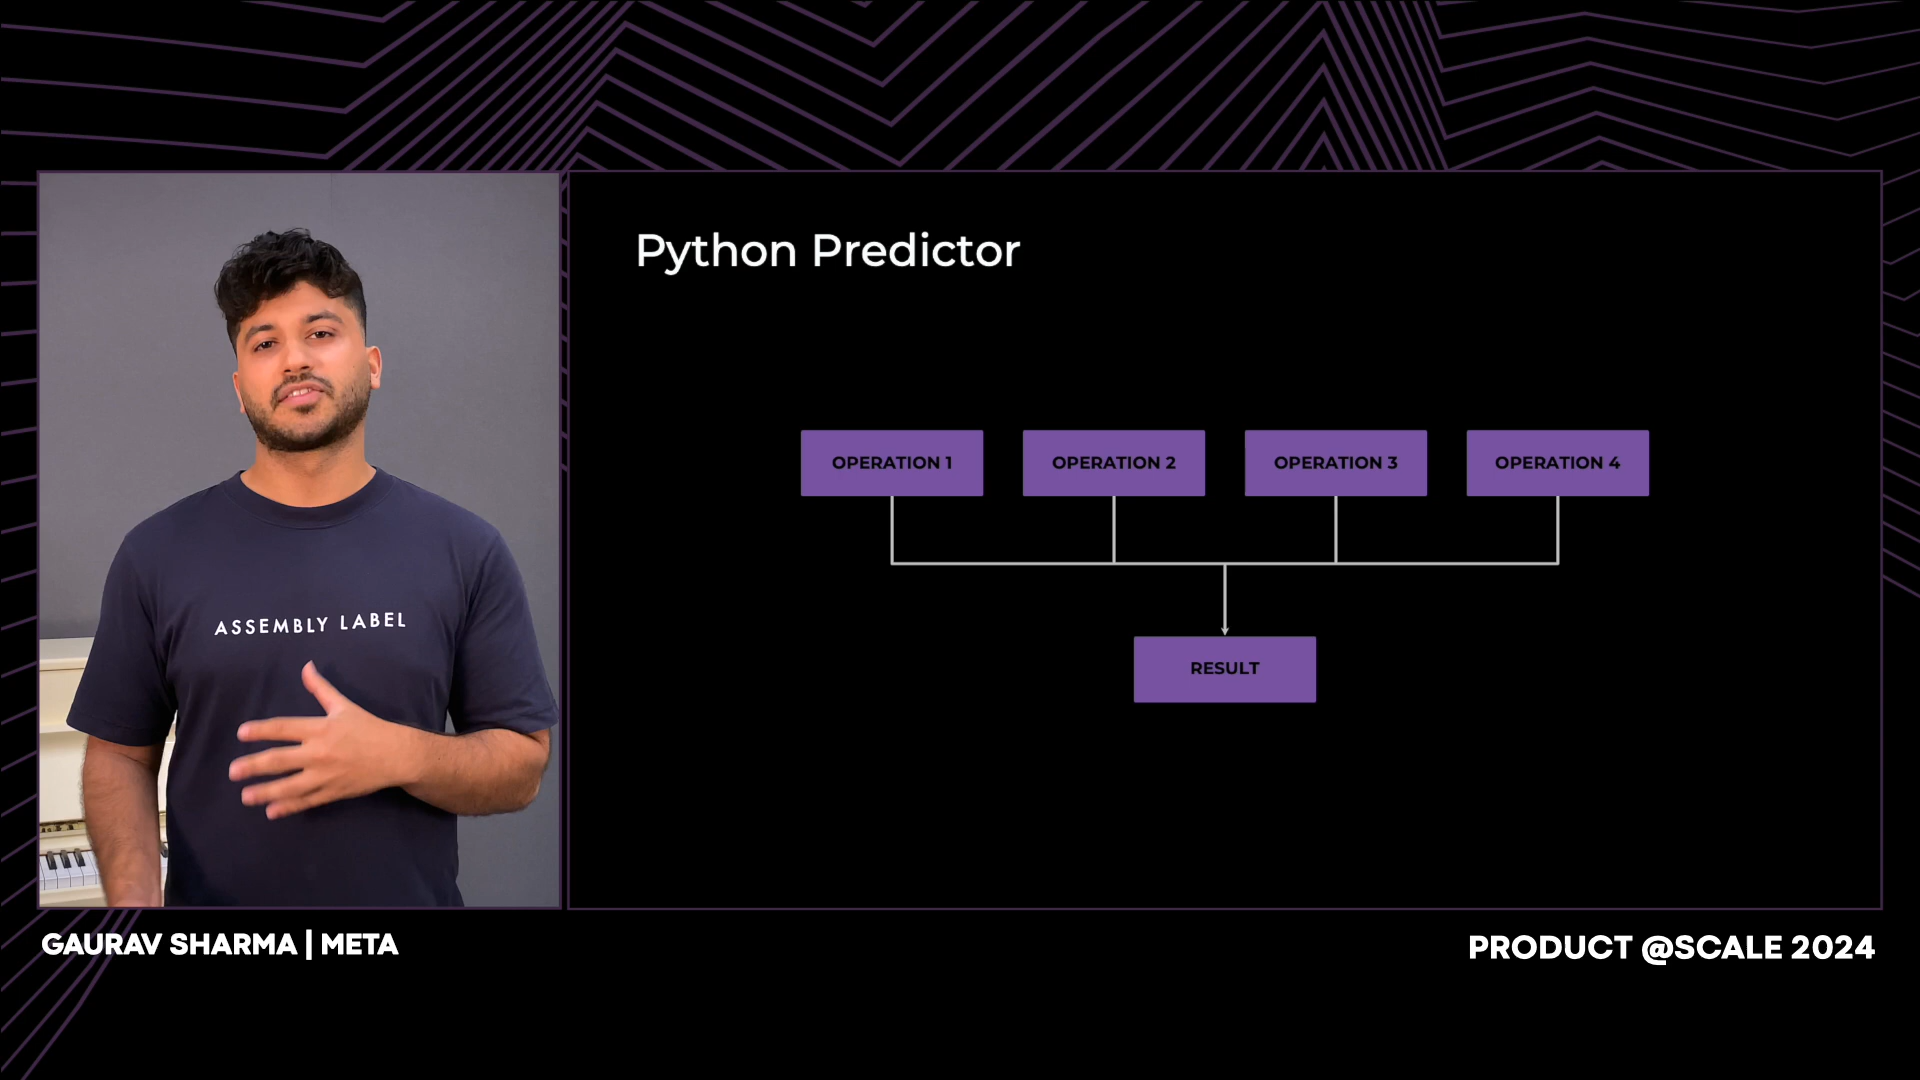 Python Predictor
OPERATION 1
OPERATION 2
OPERATION 3
OPERATION 4
RESULT
ASSEMBLY LABEL
GAURAV SHARMA | META
PRODUCT @SCALE 2024